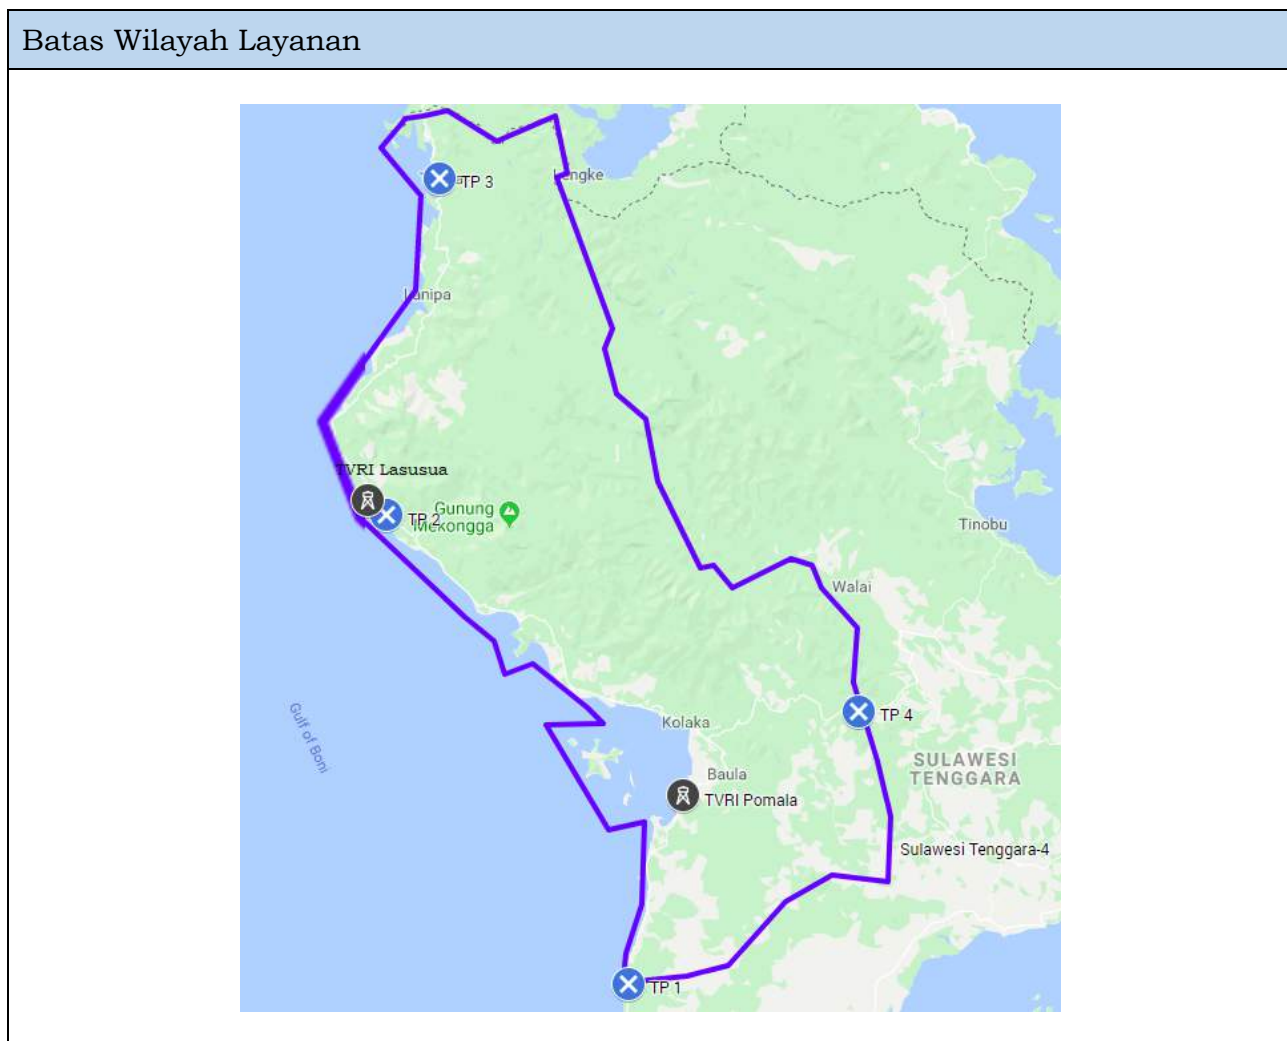 Batas Wilayah Layanan
TP 3
Lengke
Lanipa
TVRI Lasusua
TP 2
Gunung
Mekongga
Tinobu
Walai
Gulf of Boni
Kolaka
TP 4
SULAWESI
TENGGARA
Baula
TVRI Pomala
Sulawesi Tenggara-4
TP 1